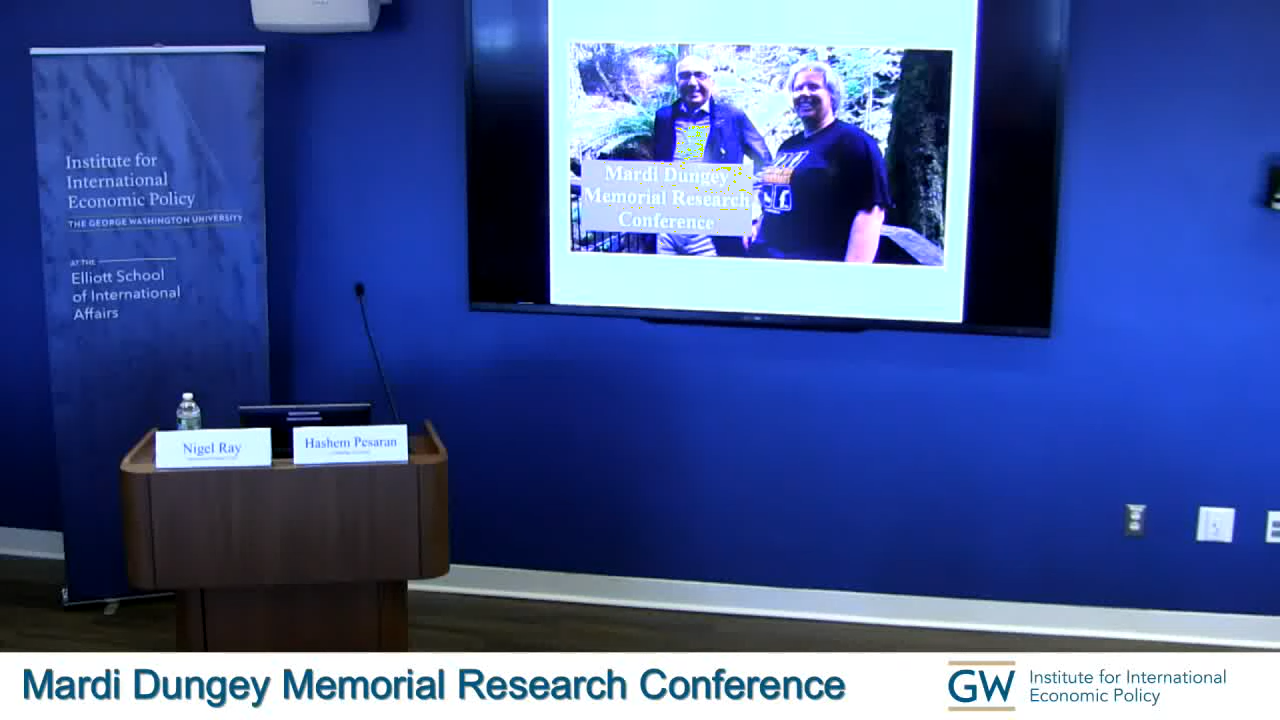 Institute for
International
Economic Policy
THE GEORGE WASHINGTON UNIVERSITY
AT THE
Elliott School
of International
Affairs
Mardi Dungey
Memorial Research
Conference
Nigel Ray
Hashem Pesaran
Mardi Dungey Memorial Research Conference
GW
Institute for International
Economic Policy